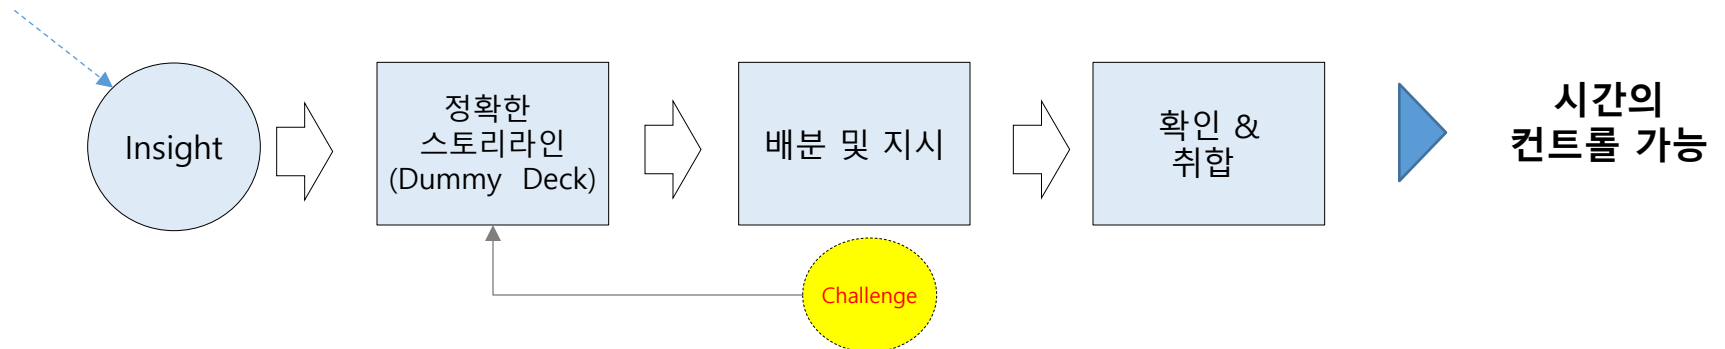 Insight
정확한
스토리라인
(Dummy Deck)
배분 및 지시
확인 &
취합
시간의
컨트롤 가능
Challenge